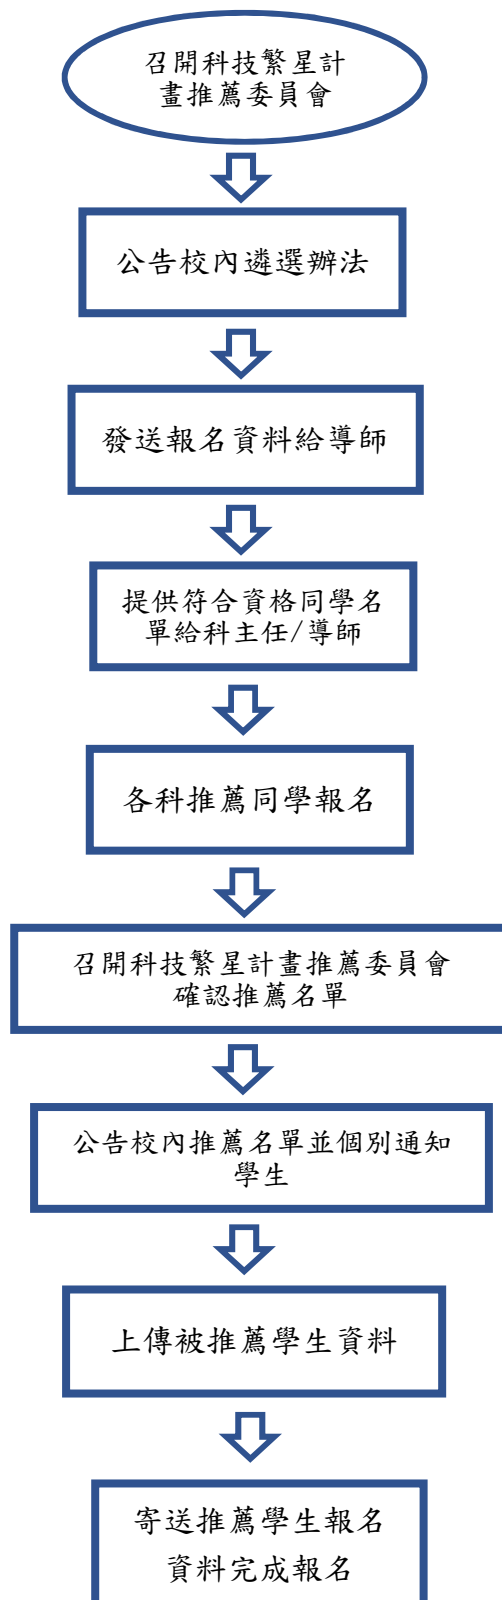 召開科技繁星計
畫推薦委員會
公告校內遴選辦法
發送報名資料給導師
提供符合資格同學名
單給科主任/導師
各科推薦同學報名
召開科技繁星計畫推薦委員會
確認推薦名單
公告校內推薦名單並個別通知
學生
上傳被推薦學生資料
寄送推薦學生報名
資料完成報名